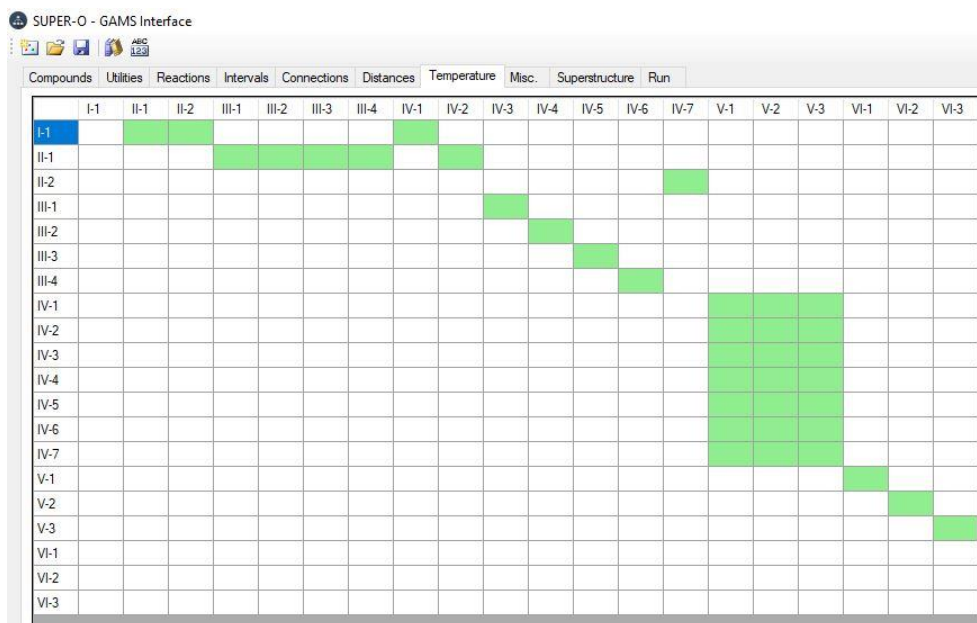 SUPER-O - GAMS Interface
ABC
123
Compounds Utilities Reactions Intervals Connections Distances Temperature Misc. Superstructure Run
I-1 II-1 II-2 III-1 III-2 III-3 III-4 IV-1 IV-2 IV-3 IV-4 IV-5 IV-6 IV-7 V-1 V-2 V-3 VI-1 VI-2 VI-3
I-1
II-1
II-2
III-1
III-2
III-3
III-4
IV-1
IV-2
IV-3
IV-4
IV-5
IV-6
IV-7
V-1
V-2
V-3
VI-1
VI-2
VI-3